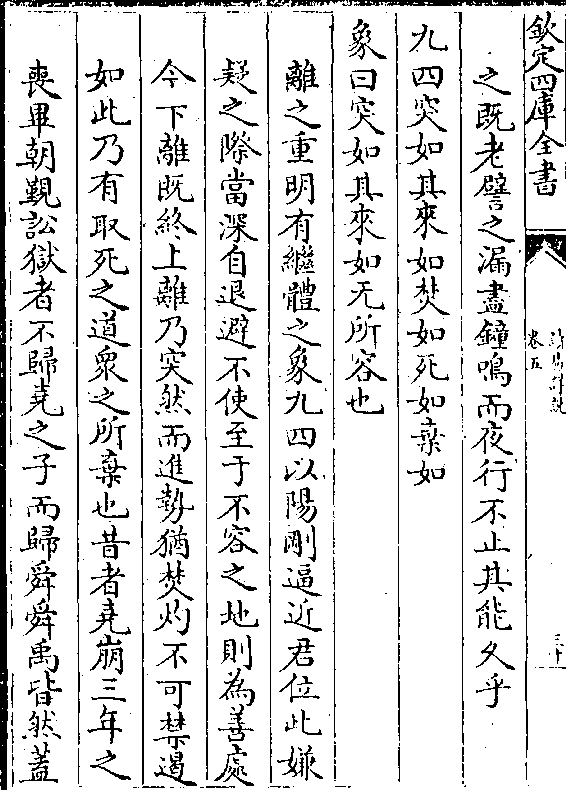 欽定四庫全書
卷五
三十
之既老譬之漏盡鐘鳴而夜行不止其能久乎
九四突如其來如焚如死如棄如
象曰突如其來如无所容也
離之重明有繼體之象九四以陽剛逼近君位此嫌
疑之際當深自退避不使至于不容之地則為善處
今下離既終上離乃突然而進勢猶焚灼不可禁遏
如此乃有取死之道衆之所棄也昔者堯崩三年之
喪畢朝覲訟獄者不歸堯之子而歸舜舜禹皆然蓋